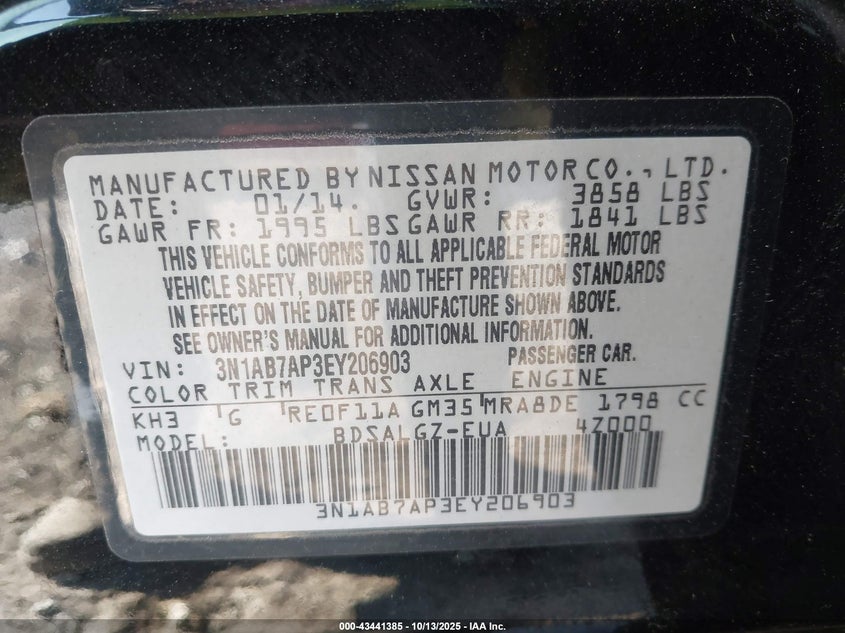 MANUFACTURED BY NISSAN MOTOR CO., LTD.
DATE: 01/14. GVWR: 3858 LBS
GAWR FR: 1995 LBS GAWR RR: 1841 LBS
THIS VEHICLE CONFORMS TO ALL APPLICABLE FEDERAL MOTOR
VEHICLE SAFETY, BUMPER AND THEFT PREVENTION STANDARDS
IN EFFECT ON THE DATE OF MANUFACTURE SHOWN ABOVE.
SEE OWNER'S MANUAL FOR ADDITIONAL INFORMATION.
VIN: 3N1AB7AP3EY206903 PASSENGER CAR.
COLOR TRIM TRANS AXLE ENGINE
KH3 G RE0F11A GM35 MRA8DE 1798 CC
MODEL: BDSALGZ-EUA 4Z000
3N1AB7AP3EY206903
000-43441385 - 10/13/2025 - IAA Inc.